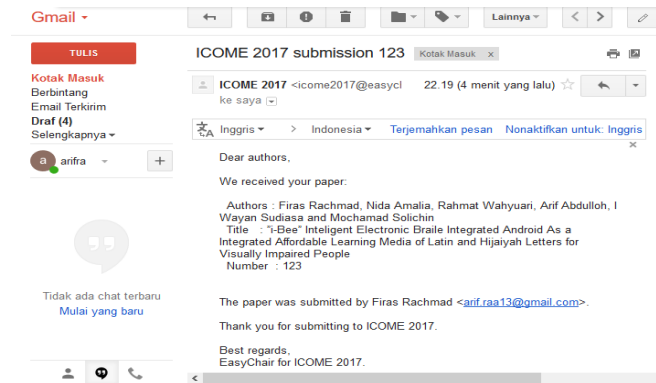 Gmail
Lainnya
TULIS
ICOME 2017 submission 123 Kotak Masuk x
Kotak Masuk
Berbintang
Email Terkirim
Draf (4)
Selengkapnya
ICOME 2017 <icome2017@easycl 22.19 (4 menit yang lalu)
ke saya
Inggris > Indonesia Terjemahkan pesan Nonaktifkan untuk: Inggris
x
a arifra +
Dear authors,
We received your paper:
Authors : Firas Rachmad, Nida Amalia, Rahmat Wahyuari, Arif Abdulloh, I
Wayan Sudiasa and Mochamad Solichin
Title : "i-Bee" Inteligent Electronic Braile Integrated Android As a
Integrated Affordable Learning Media of Latin and Hijaiyah Letters for
Visually Impaired People
Number : 123
Tidak ada chat terbaru
Mulai yang baru
The paper was submitted by Firas Rachmad <arif.raa13@gmail.com>.
Thank you for submitting to ICOME 2017.
Best regards,
EasyChair for ICOME 2017.